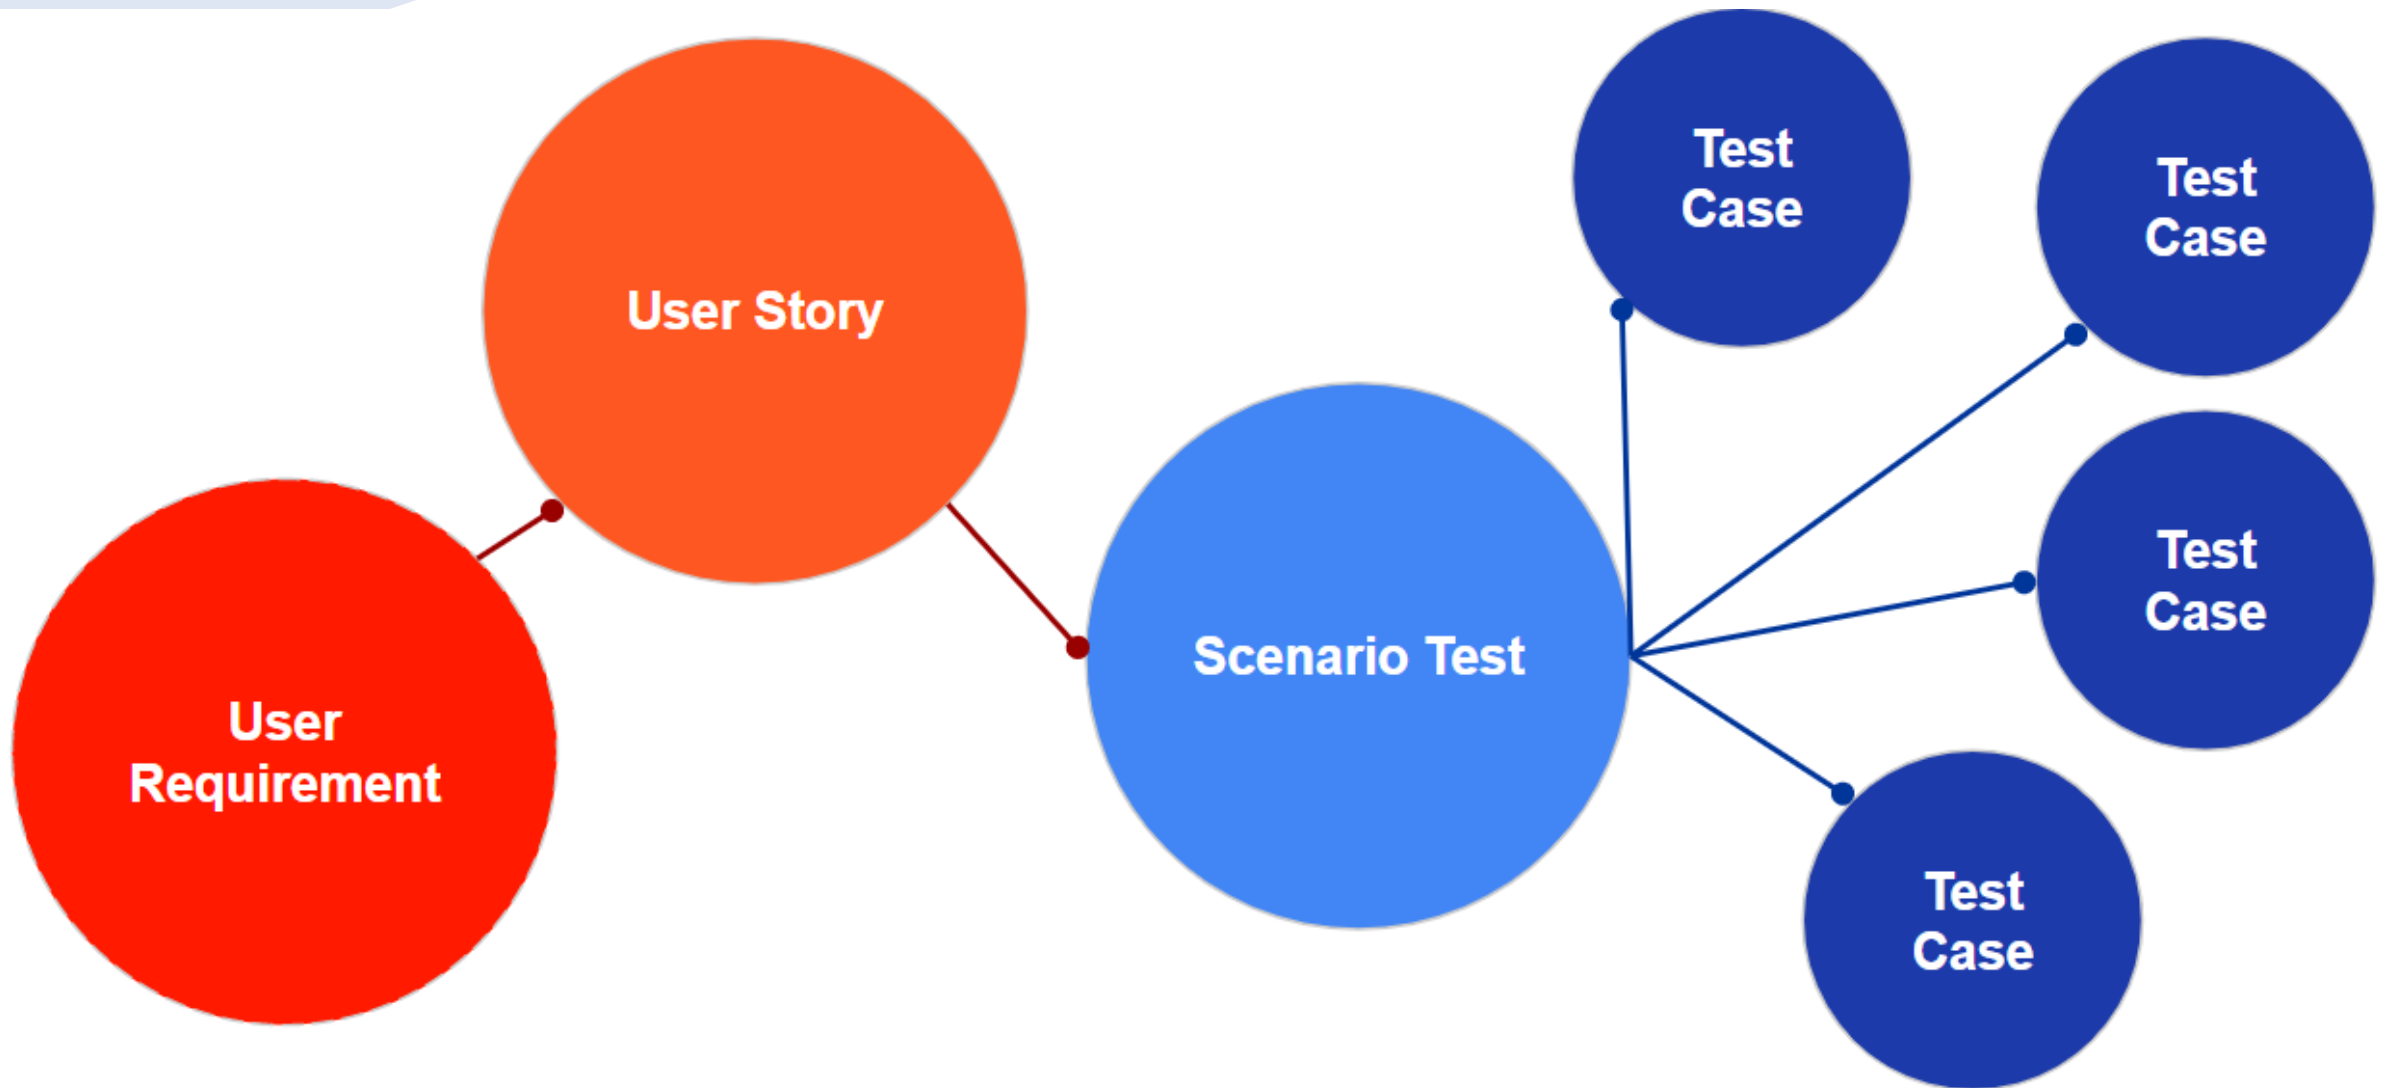 User
Requirement
User Story
Scenario Test
Test
Case
Test
Case
Test
Case
Test
Case